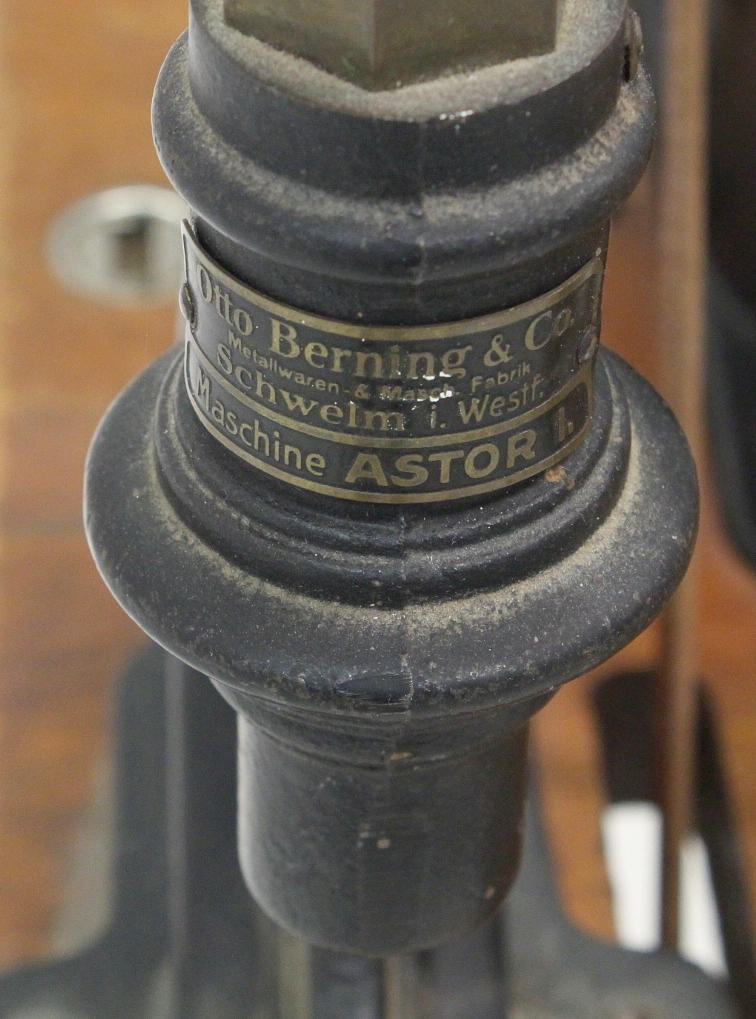 Otto Berning & Co.
Metallwaren- & Masch. Fabrik
Schwelm i. Westf.
Maschine ASTOR I.